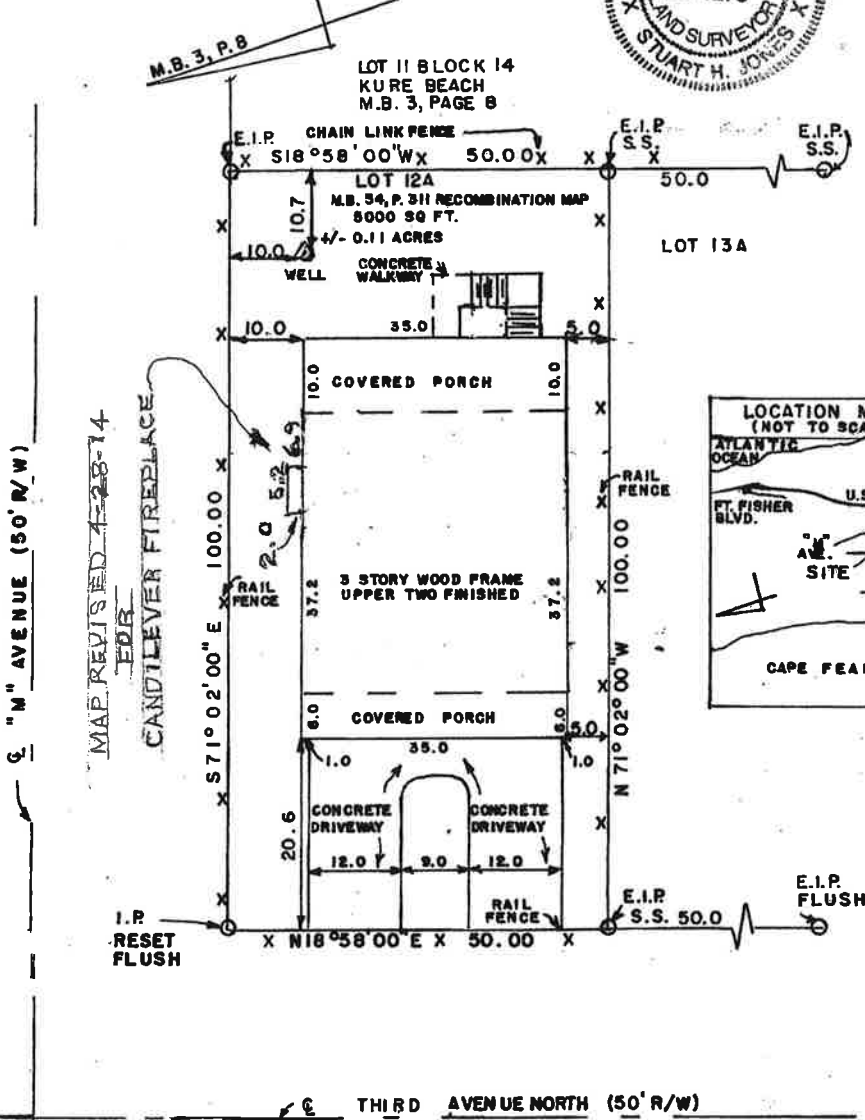 M.B. 3, P. 8
LAND SURVEYOR
STUART H. JONES
LOT 11 BLOCK 14
KURE BEACH
M.B. 3, PAGE 8
E.I.P.
CHAIN LINK FENCE
E.I.P.
S.S.
E.I.P.
S.S.
S18°58'00"W
50.00
50.0
LOT 12A
M.B. 54, P. 311 RECOMBINATION MAP
5000 SQ FT.
+/- 0.11 ACRES
10.7
10.0
WELL
LOT 13A
CONCRETE
WALKWAY
10.0
35.0
5.0
10.0
COVERED PORCH
10.0
6.9
5.2
2.0
MAP REVISED 4-28-14
FOR
CANDILEVER FIREPLACE
℄ "M" AVENUE (50' R/W)
S71°02'00" E
100.00
RAIL
FENCE
37.2
3 STORY WOOD FRAME
UPPER TWO FINISHED
37.2
RAIL
FENCE
N 71°02'00"W
100.00
LOCATION M
(NOT TO SCA
ATLANTIC
OCEAN
U.S
FT. FISHER
BLVD.
"M"
AVE.
SITE
CAPE FEA
6.0
COVERED PORCH
6.0
5.0
35.0
1.0
1.0
20.6
CONCRETE
DRIVEWAY
CONCRETE
DRIVEWAY
12.0
9.0
12.0
RAIL
FENCE
I.P.
RESET
FLUSH
N18°58'00"E
50.00
E.I.P.
S.S.
50.0
E.I.P.
FLUSH
℄ THIRD AVENUE NORTH (50' R/W)